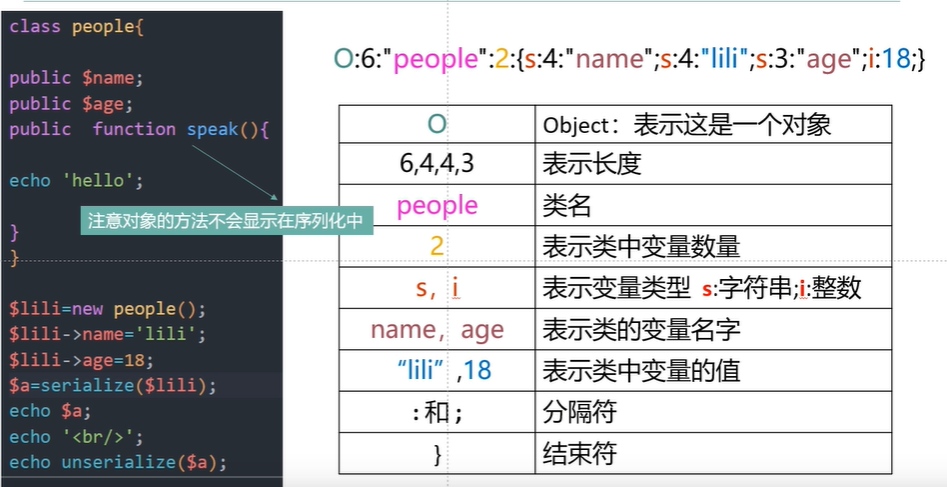 class people{
public $name;
public $age;
public function speak(){
echo 'hello';
注意对象的方法不会显示在序列化中
}
}
$lili=new people();
$lili->name='lili';
$lili->age=18;
$a=serialize($lili);
echo $a;
echo '<br/>';
echo unserialize($a);
O:6:"people":2:{s:4:"name";s:4:"lili";s:3:"age";i:18;}
O Object：表示这是一个对象
6,4,4,3 表示长度
people 类名
2 表示类中变量数量
s，i 表示变量类型 s:字符串;i:整数
name，age 表示类的变量名字
“lili”,18 表示类中变量的值
:和; 分隔符
} 结束符